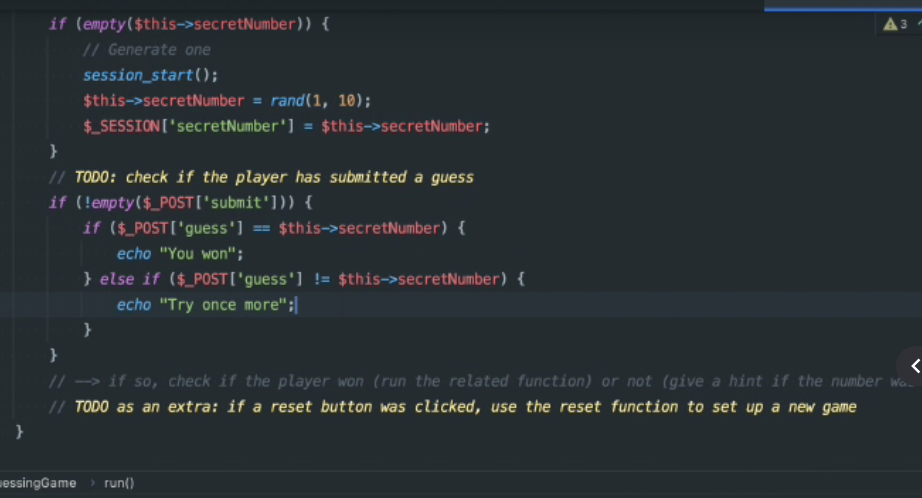 if (empty($this->secretNumber)) {
3
// Generate one
session_start();
$this->secretNumber = rand(1, 10);
$_SESSION['secretNumber'] = $this->secretNumber;
}
// TODO: check if the player has submitted a guess
if (!empty($_POST['submit'])) {
if ($_POST['guess'] == $this->secretNumber) {
echo "You won";
} else if ($_POST['guess'] != $this->secretNumber) {
echo "Try once more";
}
}
// --> if so, check if the player won (run the related function) or not (give a hint if the number
// TODO as an extra: if a reset button was clicked, use the reset function to set up a new game
}
uessingGame > run()